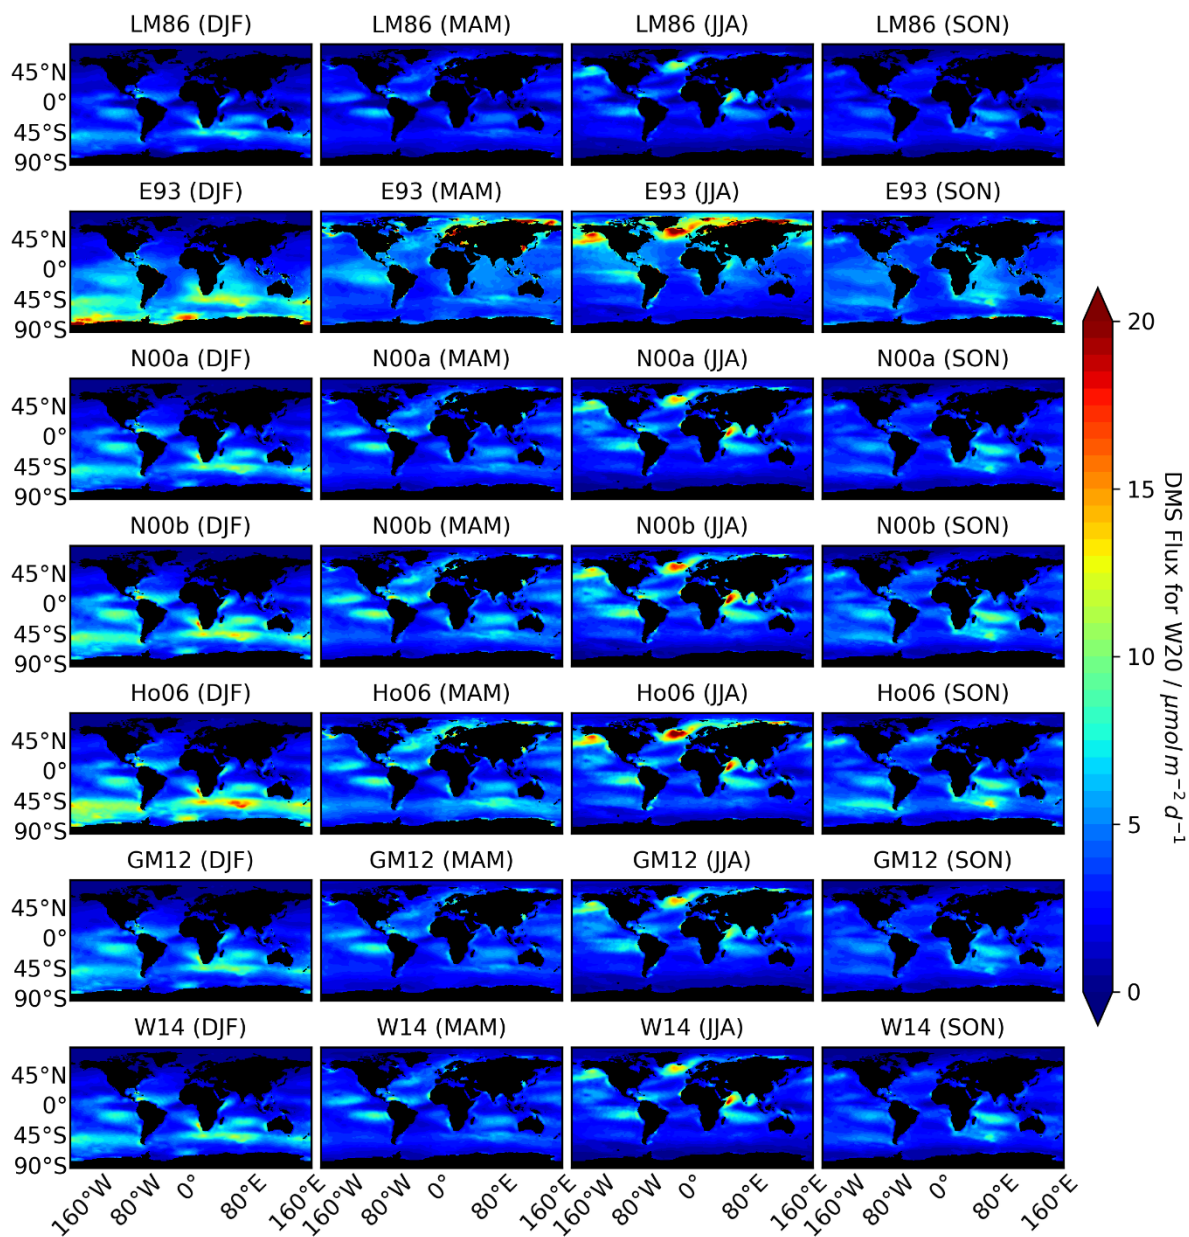 LM86 (DJF) LM86 (MAM) LM86 (JJA) LM86 (SON)
45°N
0°
45°S
90°S
E93 (DJF) E93 (MAM) E93 (JJA) E93 (SON)
45°N
0°
45°S
90°S
N00a (DJF) N00a (MAM) N00a (JJA) N00a (SON)
45°N
0°
45°S
90°S
N00b (DJF) N00b (MAM) N00b (JJA) N00b (SON)
45°N
0°
45°S
90°S
Ho06 (DJF) Ho06 (MAM) Ho06 (JJA) Ho06 (SON)
45°N
0°
45°S
90°S
GM12 (DJF) GM12 (MAM) GM12 (JJA) GM12 (SON)
45°N
0°
45°S
90°S
W14 (DJF) W14 (MAM) W14 (JJA) W14 (SON)
45°N
0°
45°S
90°S
160°W 80°W 0° 80°E 160°E 160°W 80°W 0° 80°E 160°E 160°W 80°W 0° 80°E 160°E 160°W 80°W 0° 80°E 160°E
20
15
10
5
0
DMS Flux for W20 / μmol m⁻² d⁻¹